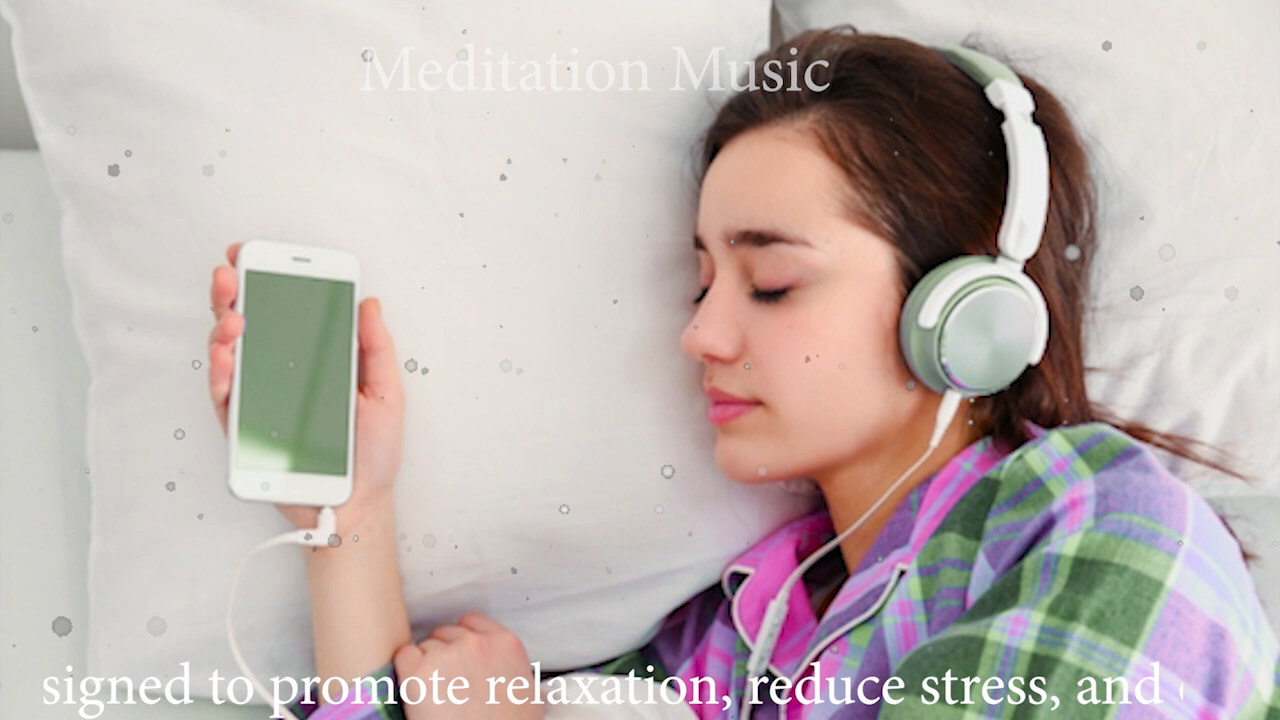 Meditation Music
signed to promote relaxation, reduce stress, and